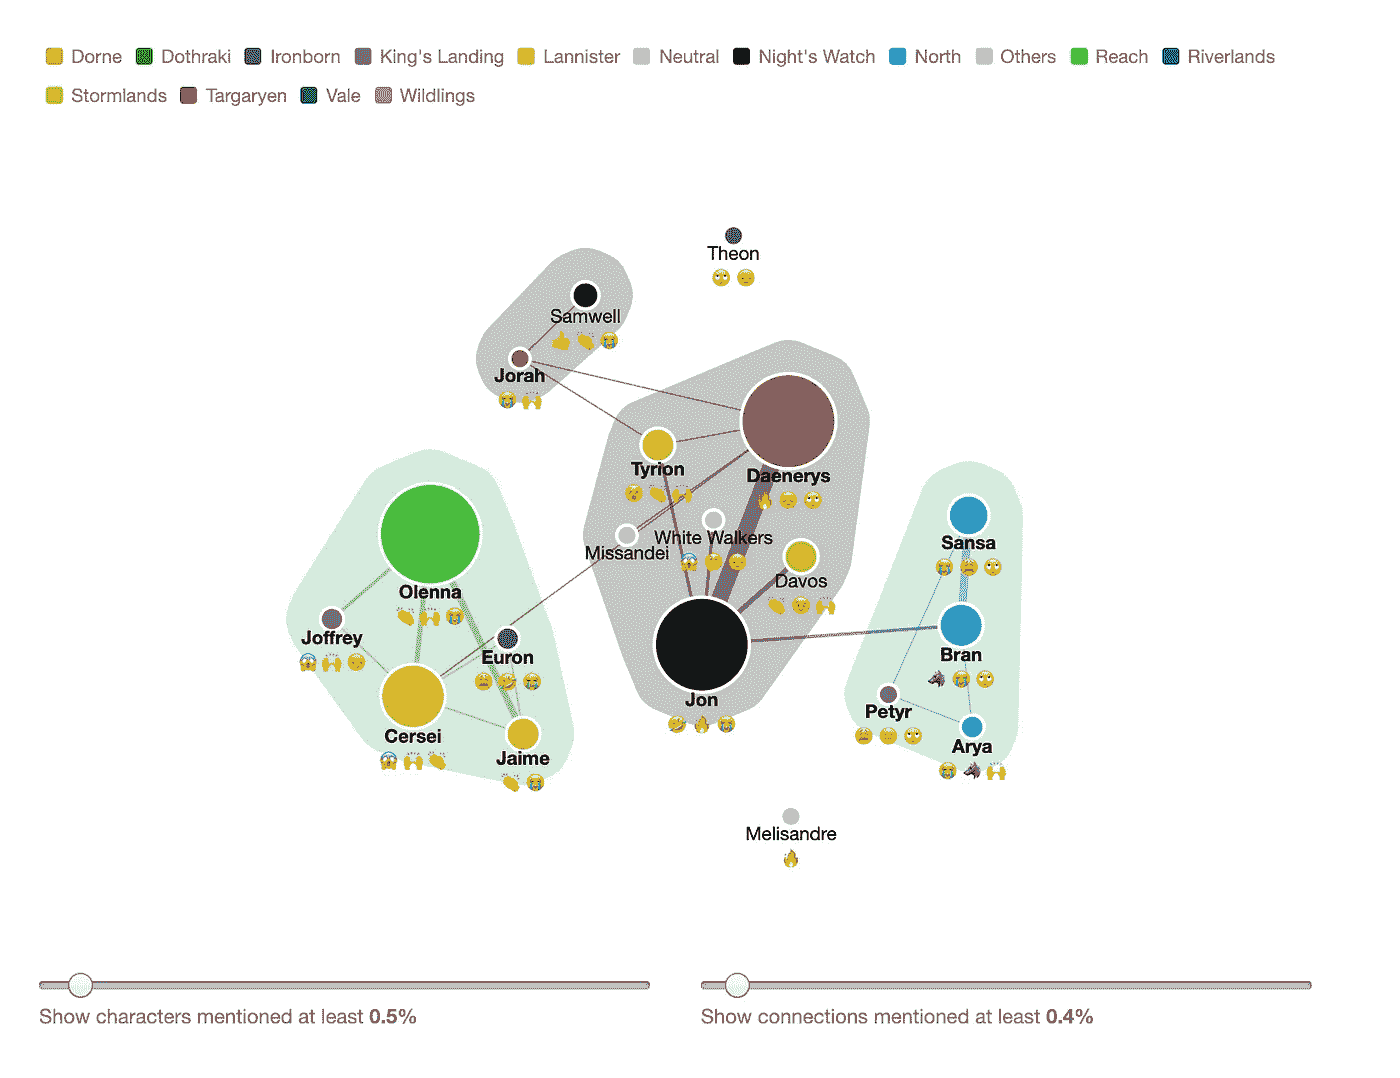 Dorne Dothraki Ironborn King's Landing Lannister Neutral Night's Watch North Others Reach Riverlands
Stormlands Targaryen Vale Wildlings
Theon
Samwell
Jorah
Tyrion
Daenerys
White Walkers
Missandei
Davos
Sansa
Olenna
Joffrey
Euron
Bran
Jon
Petyr
Cersei
Arya
Jaime
Melisandre
Show characters mentioned at least 0.5%
Show connections mentioned at least 0.4%